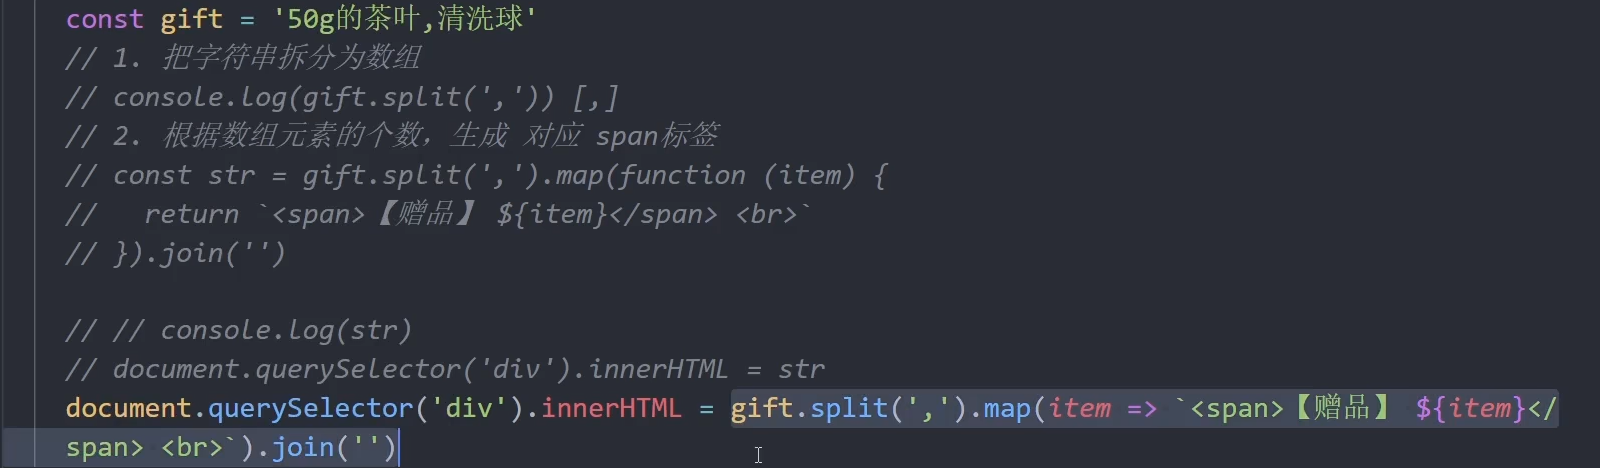 const gift = '50g的茶叶,清洗球'
// 1. 把字符串拆分为数组
// console.log(gift.split(',')) [,]
// 2. 根据数组元素的个数，生成 对应 span标签
// const str = gift.split(',').map(function (item) {
//   return `<span>【赠品】 ${item}</span> <br>`
// }).join('')
// // console.log(str)
// document.querySelector('div').innerHTML = str
document.querySelector('div').innerHTML = gift.split(',').map(item => `<span>【赠品】 ${item}</
span> <br>`).join('')